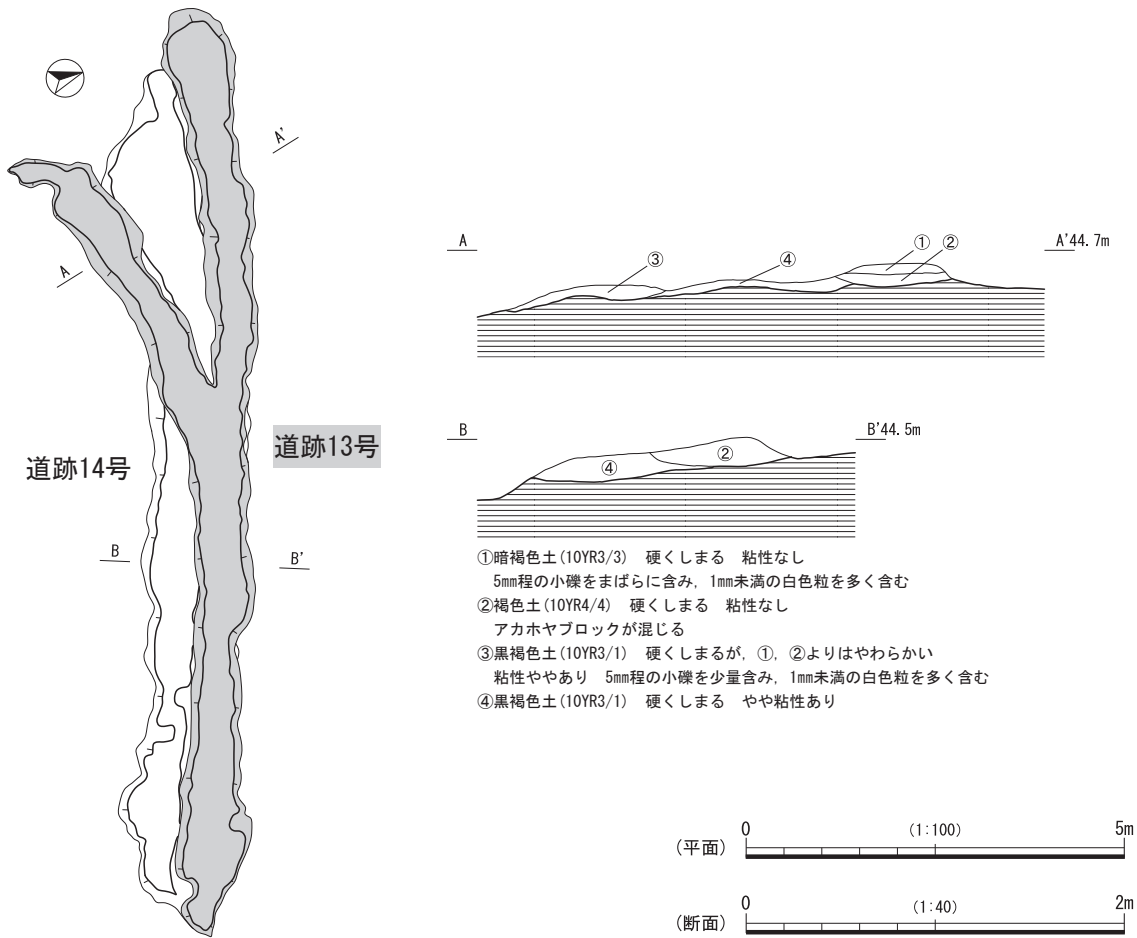 A'
A
道跡14号
道跡13号
B
B'
A
①
②
③
④
A'44.7m
B
④
②
B'44.5m
①暗褐色土(10YR3/3) 硬くしまる 粘性なし
5mm程の小礫をまばらに含み，1mm未満の白色粒を多く含む
②褐色土(10YR4/4) 硬くしまる 粘性なし
アカホヤブロックが混じる
③黒褐色土(10YR3/1) 硬くしまるが，①，②よりはやわらかい
粘性ややあり 5mm程の小礫を少量含み，1mm未満の白色粒を多く含む
④黒褐色土(10YR3/1) 硬くしまる やや粘性あり
(平面) 0 (1:100) 5m
(断面) 0 (1:40) 2m